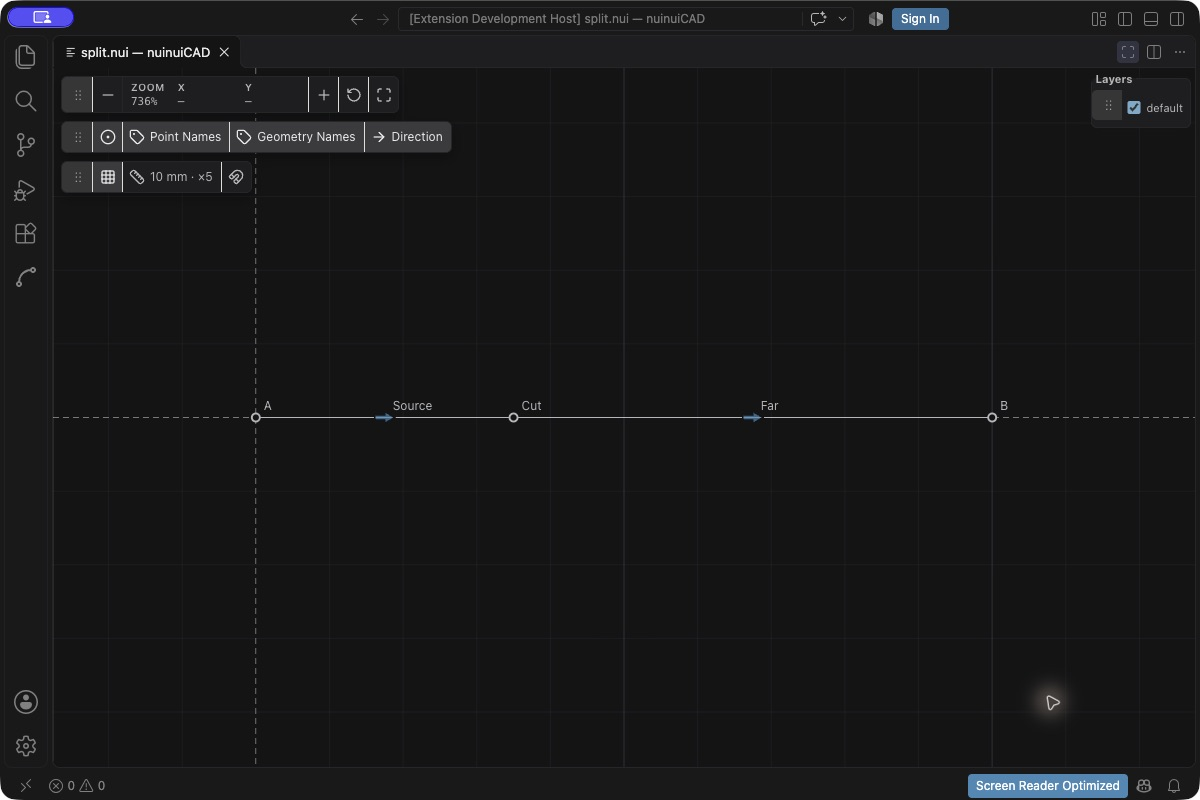 [Extension Development Host] split.nui — nuinuiCAD
Sign In
split.nui — nuinuiCAD
ZOOM X Y
736% – –
Layers
default
Point Names Geometry Names Direction
10 mm · ×5
A Source Cut Far B
0 0
Screen Reader Optimized